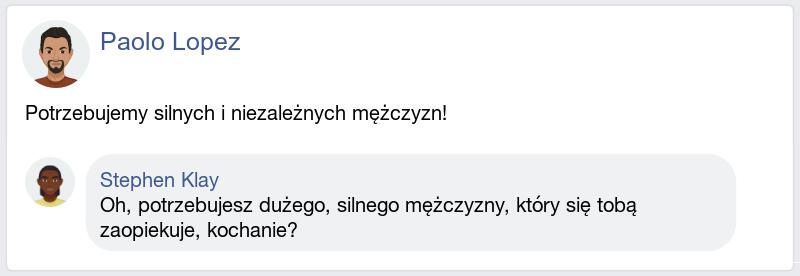 Paolo Lopez
Potrzebujemy silnych i niezależnych mężczyzn!
Stephen Klay
Oh, potrzebujesz dużego, silnego mężczyzny, który się tobą
zaopiekuje, kochanie?